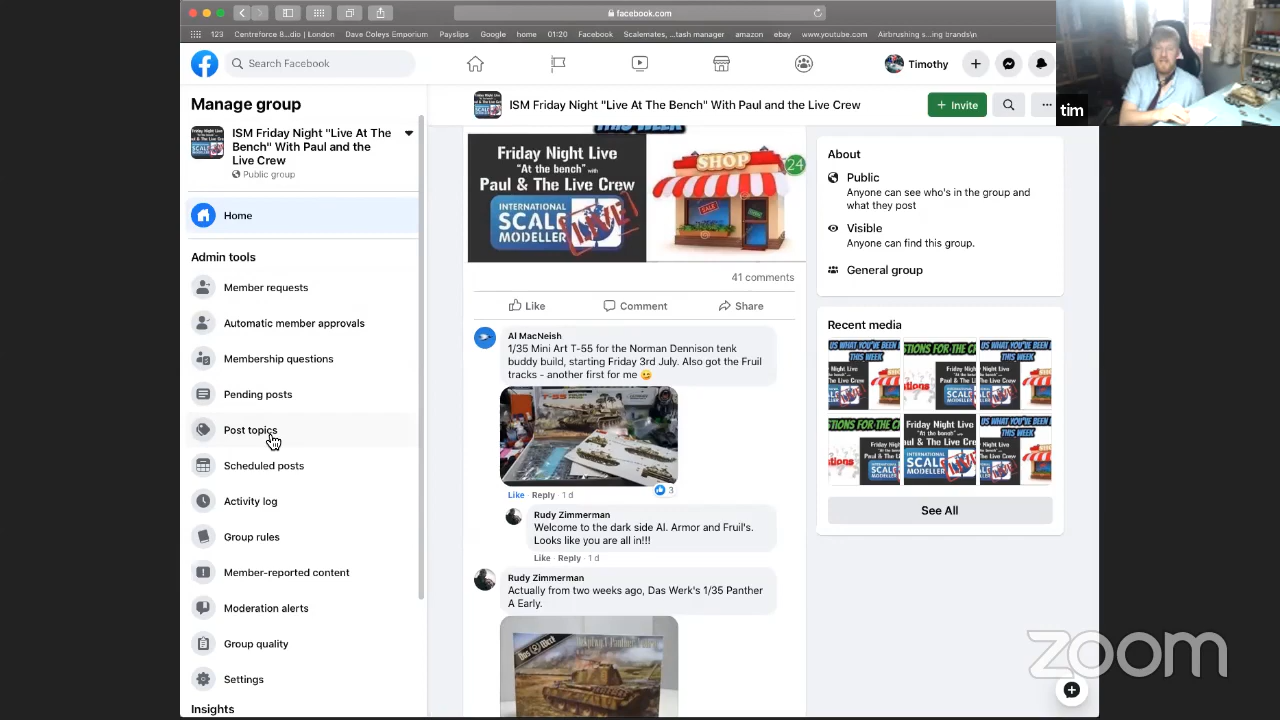 facebook.com
123
Centreforce B...dio | London
Dave Coleys Emporium
Payslips
Google
home
01:20
Facebook
Scalemates, ...tash manager
amazon
ebay
www.youtube.com
Airbrushing s...ing brands\n
Search Facebook
Timothy
tim
Manage group
ISM Friday Night "Live At The
Bench" With Paul and the
Live Crew
Public group
Home
Admin tools
Member requests
Automatic member approvals
Membership questions
Pending posts
Post topics
Scheduled posts
Activity log
Group rules
Member-reported content
Moderation alerts
Group quality
Settings
Insights
ISM Friday Night "Live At The Bench" With Paul and the Live Crew
Invite
THIS WEEK
Friday Night Live
"At the bench" with
Paul & The Live Crew
INTERNATIONAL
SCALE
MODELLER
LIVE
SHOP
24
SALE
41 comments
Like
Comment
Share
Al MacNeish
1/35 Mini Art T-55 for the Norman Dennison tenk
buddy build, starting Friday 3rd July. Also got the Fruil
tracks - another first for me 😉
T-55
Like · Reply · 1 d
3
Rudy Zimmerman
Welcome to the dark side Al. Armor and Fruil's.
Looks like you are all in!!!
Like · Reply · 1 d
Rudy Zimmerman
Actually from two weeks ago, Das Werk's 1/35 Panther
A Early.
About
Public
Anyone can see who's in the group and
what they post
Visible
Anyone can find this group.
General group
Recent media
See All
zoom